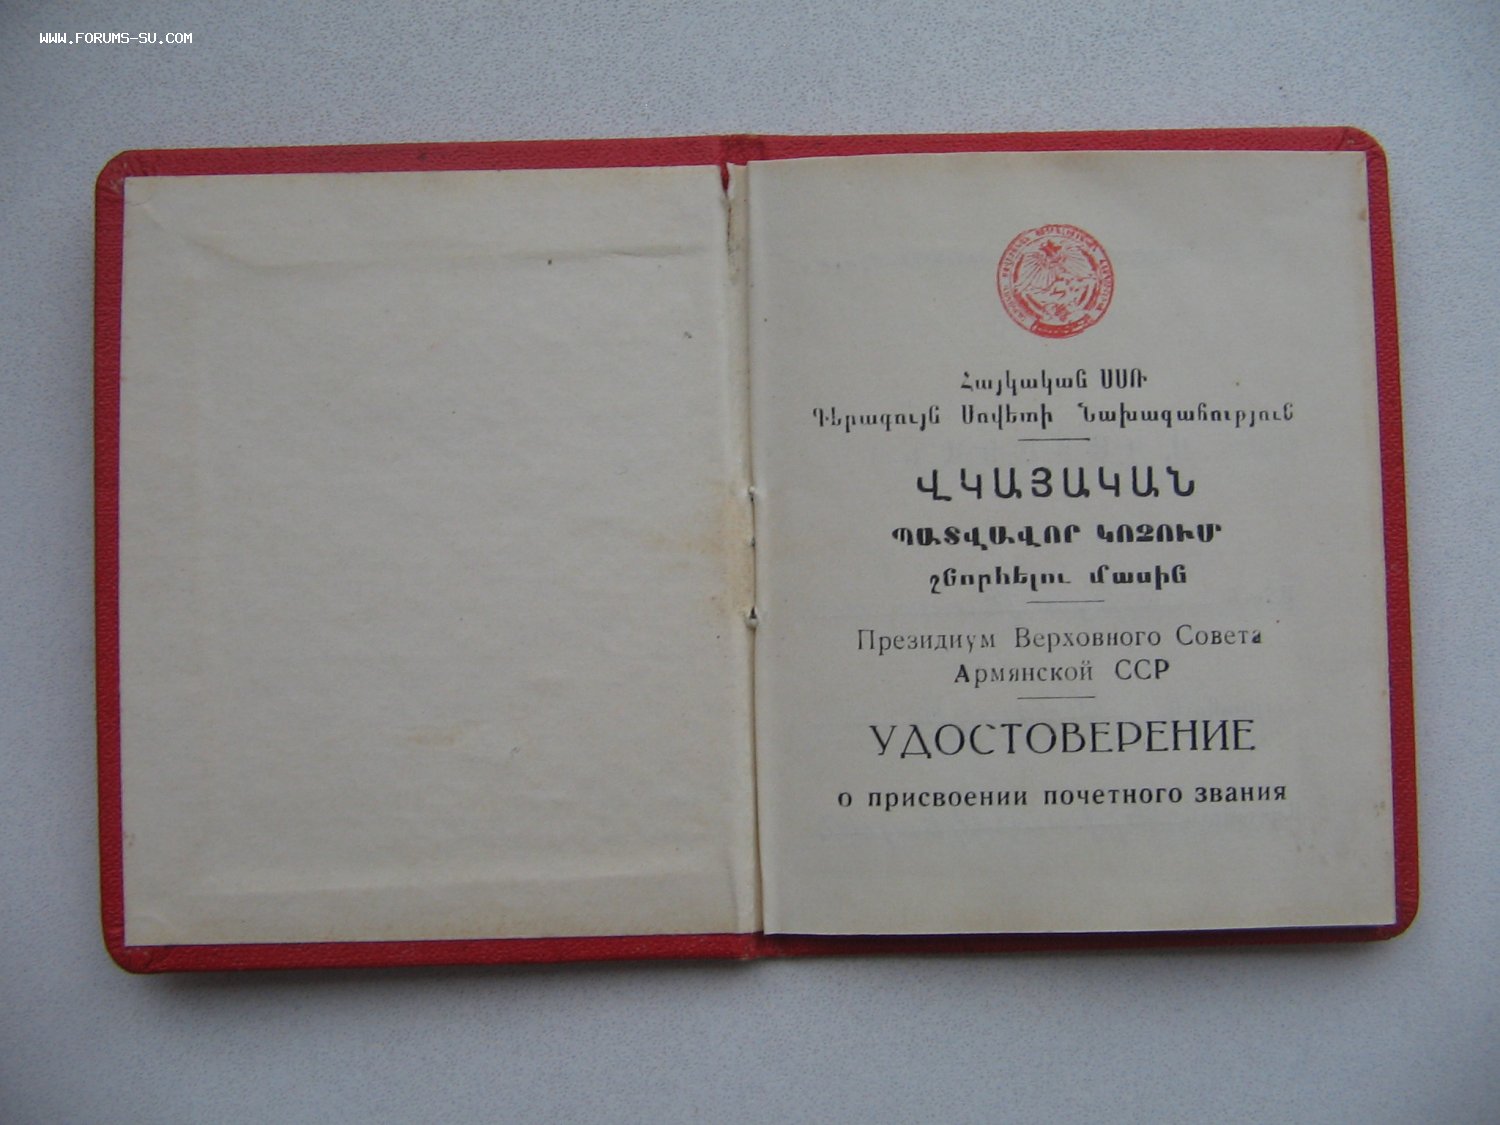 WWW.FORUMS-SU.COM
Հայկական ՍՍՌ
Գերագույն Սովետի Նախագահություն
ՎԿԱՅԱԿԱՆ
ՊԱՏՎԱՎՈՐ ԿՈՉՈՒՄ
շնորհելու մասին
Президиум Верховного Совета
Армянской ССР
УДОСТОВЕРЕНИЕ
о присвоении почетного звания